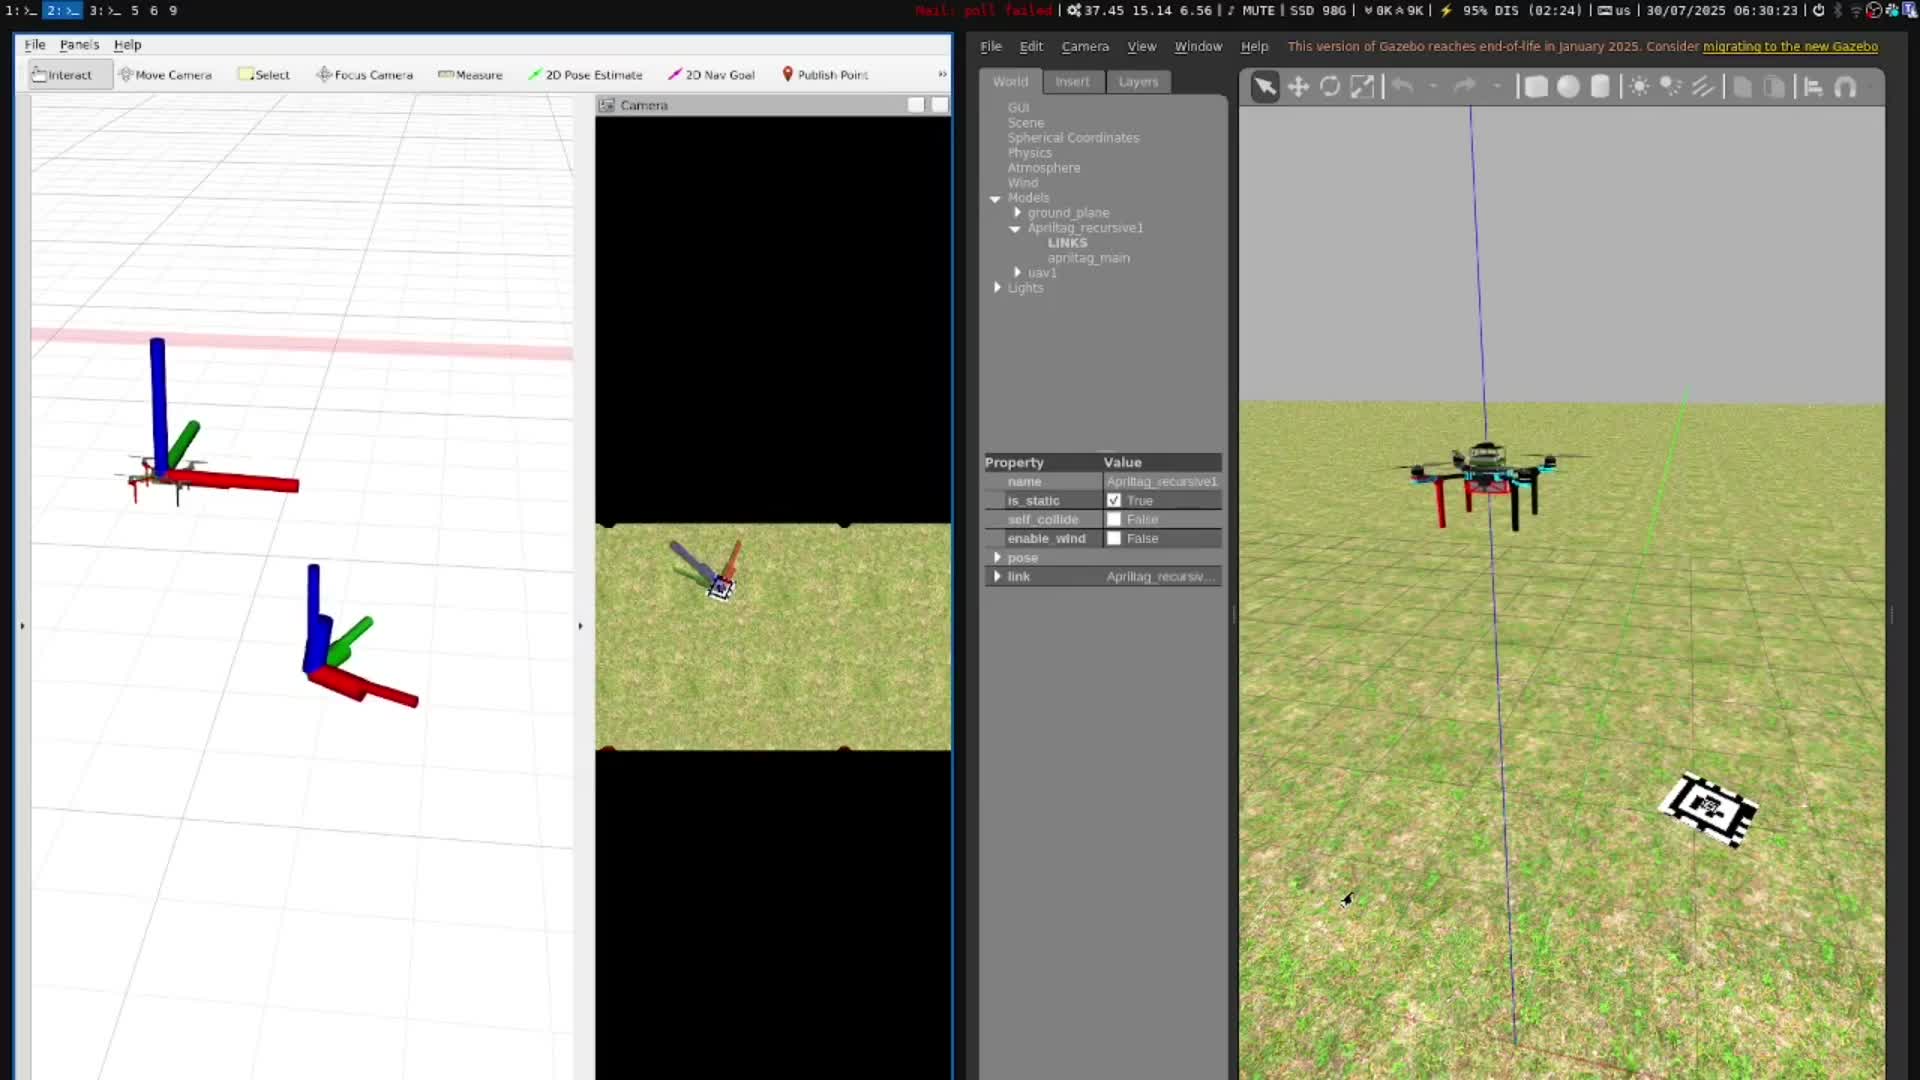 1:>_ 2:>_ 3:>_ 5 6 9
Mail: poll failed | 37.45 15.14 6.56 | MUTE | SSD 98G | 0K 9K | 95% DIS (02:24) | us | 30/07/2025 06:30:23
File Panels Help
Interact Move Camera Select Focus Camera Measure 2D Pose Estimate 2D Nav Goal Publish Point »
Camera
File Edit Camera View Window Help This version of Gazebo reaches end-of-life in January 2025. Consider migrating to the new Gazebo
World Insert Layers
GUI
Scene
Spherical Coordinates
Physics
Atmosphere
Wind
Models
ground_plane
Apriltag_recursive1
LINKS
apriltag_main
uav1
Lights
Property Value
name Apriltag_recursive1
is_static True
self_collide False
enable_wind False
pose
link Apriltag_recursiv...